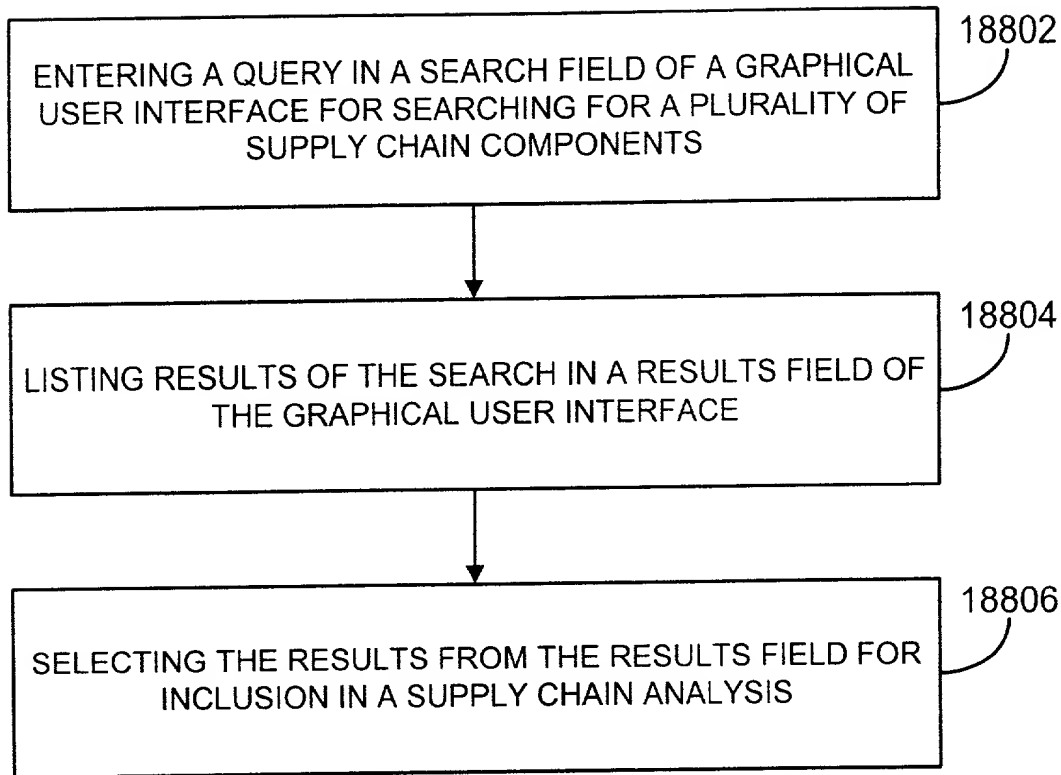 18802
ENTERING A QUERY IN A SEARCH FIELD OF A GRAPHICAL
USER INTERFACE FOR SEARCHING FOR A PLURALITY OF
SUPPLY CHAIN COMPONENTS
18804
LISTING RESULTS OF THE SEARCH IN A RESULTS FIELD OF
THE GRAPHICAL USER INTERFACE
18806
SELECTING THE RESULTS FROM THE RESULTS FIELD FOR
INCLUSION IN A SUPPLY CHAIN ANALYSIS